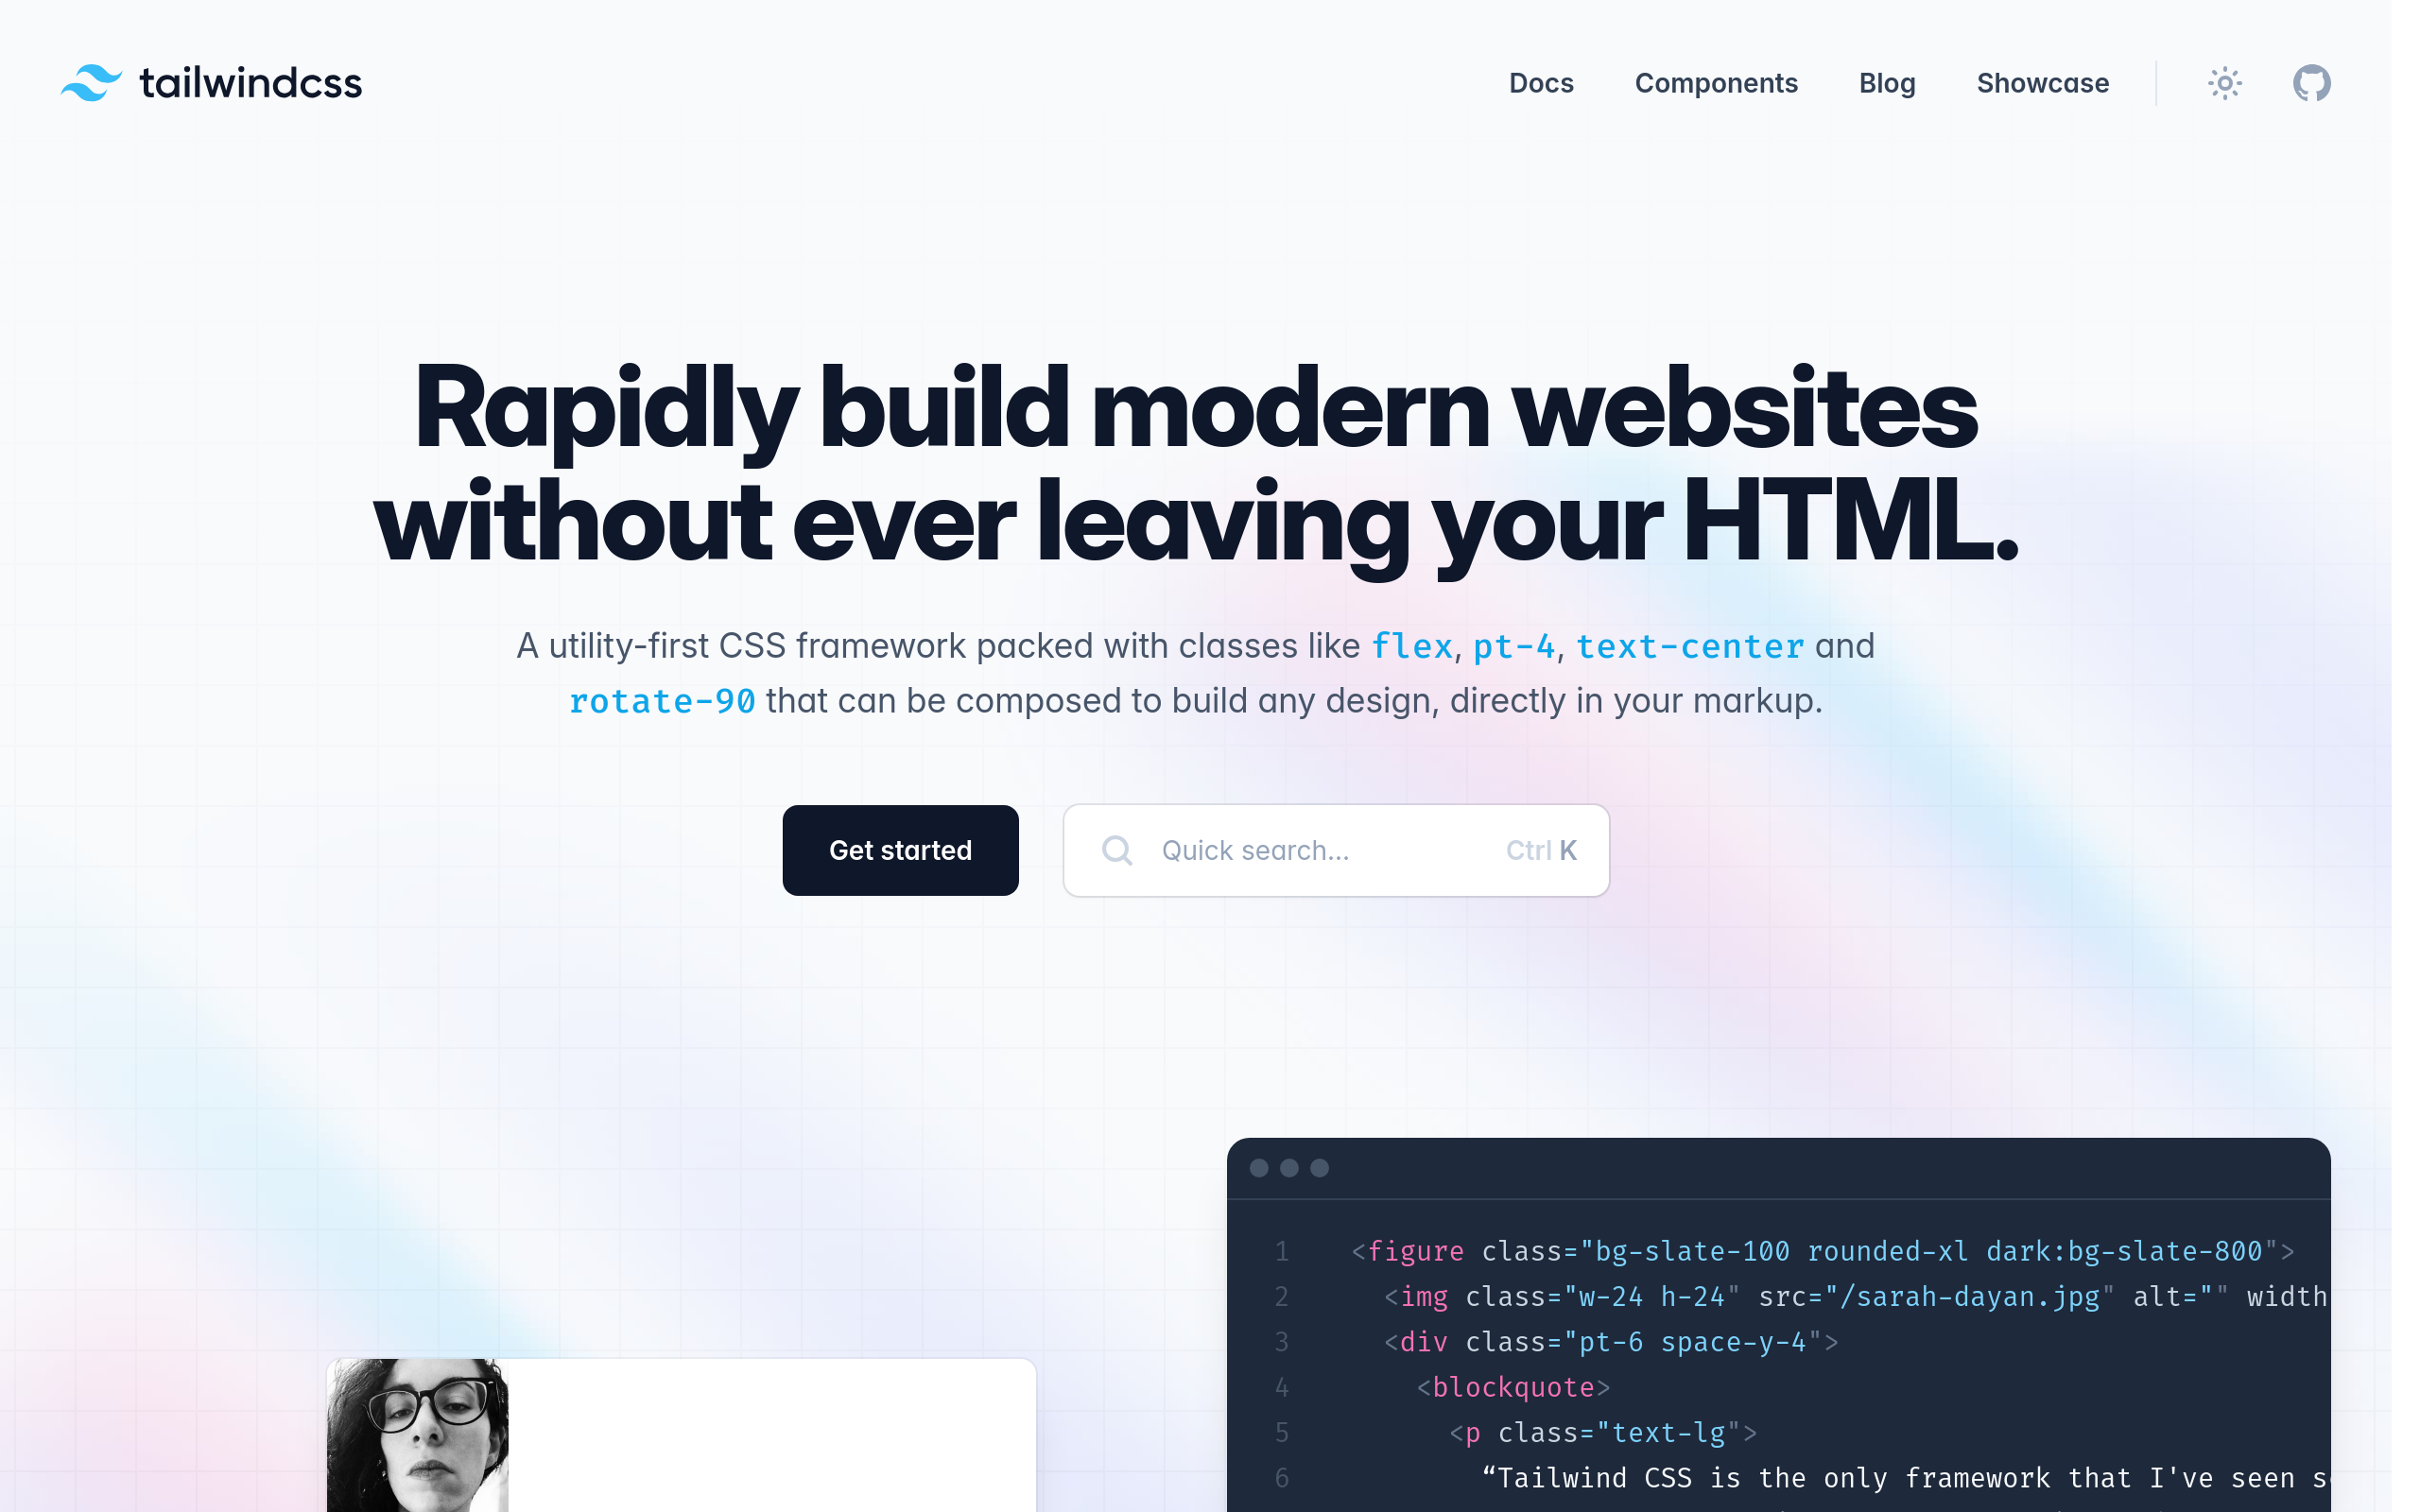 tailwindcss
Docs Components Blog Showcase
Rapidly build modern websites
without ever leaving your HTML.
A utility-first CSS framework packed with classes like flex, pt-4, text-center and
rotate-90 that can be composed to build any design, directly in your markup.
Get started
Quick search... Ctrl K
1 <figure class="bg-slate-100 rounded-xl dark:bg-slate-800">
2 <img class="w-24 h-24" src="/sarah-dayan.jpg" alt="" width
3 <div class="pt-6 space-y-4">
4 <blockquote>
5 <p class="text-lg">
6 “Tailwind CSS is the only framework that I've seen